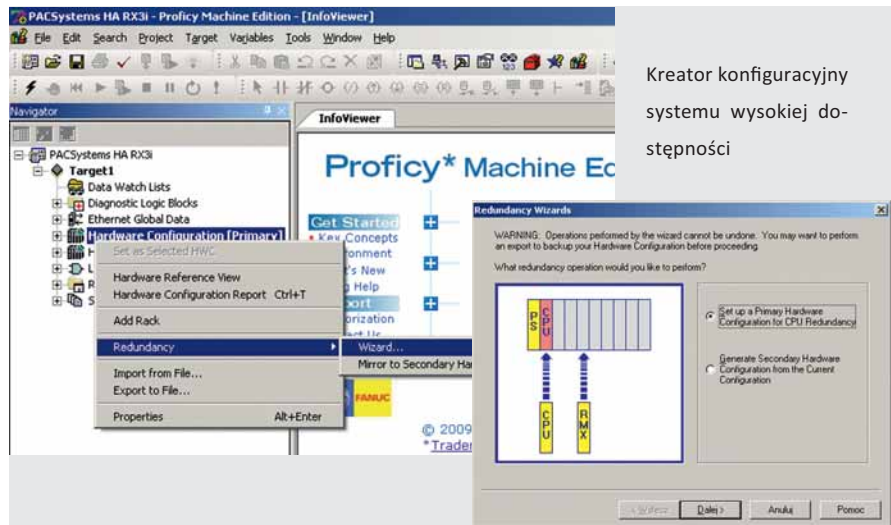 PACSystems HA RX3i - Proficy Machine Edition - [InfoViewer]
File Edit Search Project Target Variables Tools Window Help
Navigator
PACSystems HA RX3i
Target1
Data Watch Lists
Diagnostic Logic Blocks
Ethernet Global Data
Hardware Configuration [Primary]
H
L
R
S
Set as Selected HWC
Hardware Reference View
Hardware Configuration Report Ctrl+T
Add Rack
Redundancy
Import from File...
Export to File...
Properties Alt+Enter
Wizard...
Mirror to Secondary Ha
InfoViewer
Proficy* Machine Ed
Get Started
Key Concepts
ronment
t's New
g Help
port
orization
act Us
FANUC
© 2009
*Trader
Kreator konfiguracyjny
systemu wysokiej do-
stępności
Redundancy Wizards
WARNING: Operations performed by the wizard cannot be undone. You may want to perform
an export to backup your Hardware Configuration before proceeding.
What redundancy operation would you like to perform?
PS
CPU
CPU
RMX
Set up a Primary Hardware
Configuration for CPU Redundancy
Generate Secondary Hardware
Configuration from the Current
Configuration
< Wstecz
Dalej >
Anuluj
Pomoc